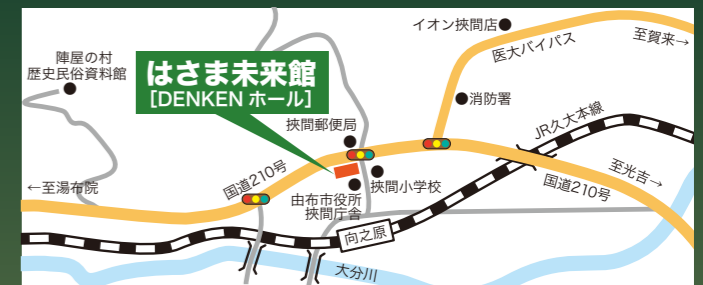 イオン挾間店
至賀来→
医大バイパス
陣屋の村
歴史民俗資料館
はさま未来館
[DENKEN ホール]
消防署
挾間郵便局
JR久大本線
国道210号
←至湯布院
挾間小学校
由布市役所
挾間庁舎
国道210号
至光吉→
向之原
大分川